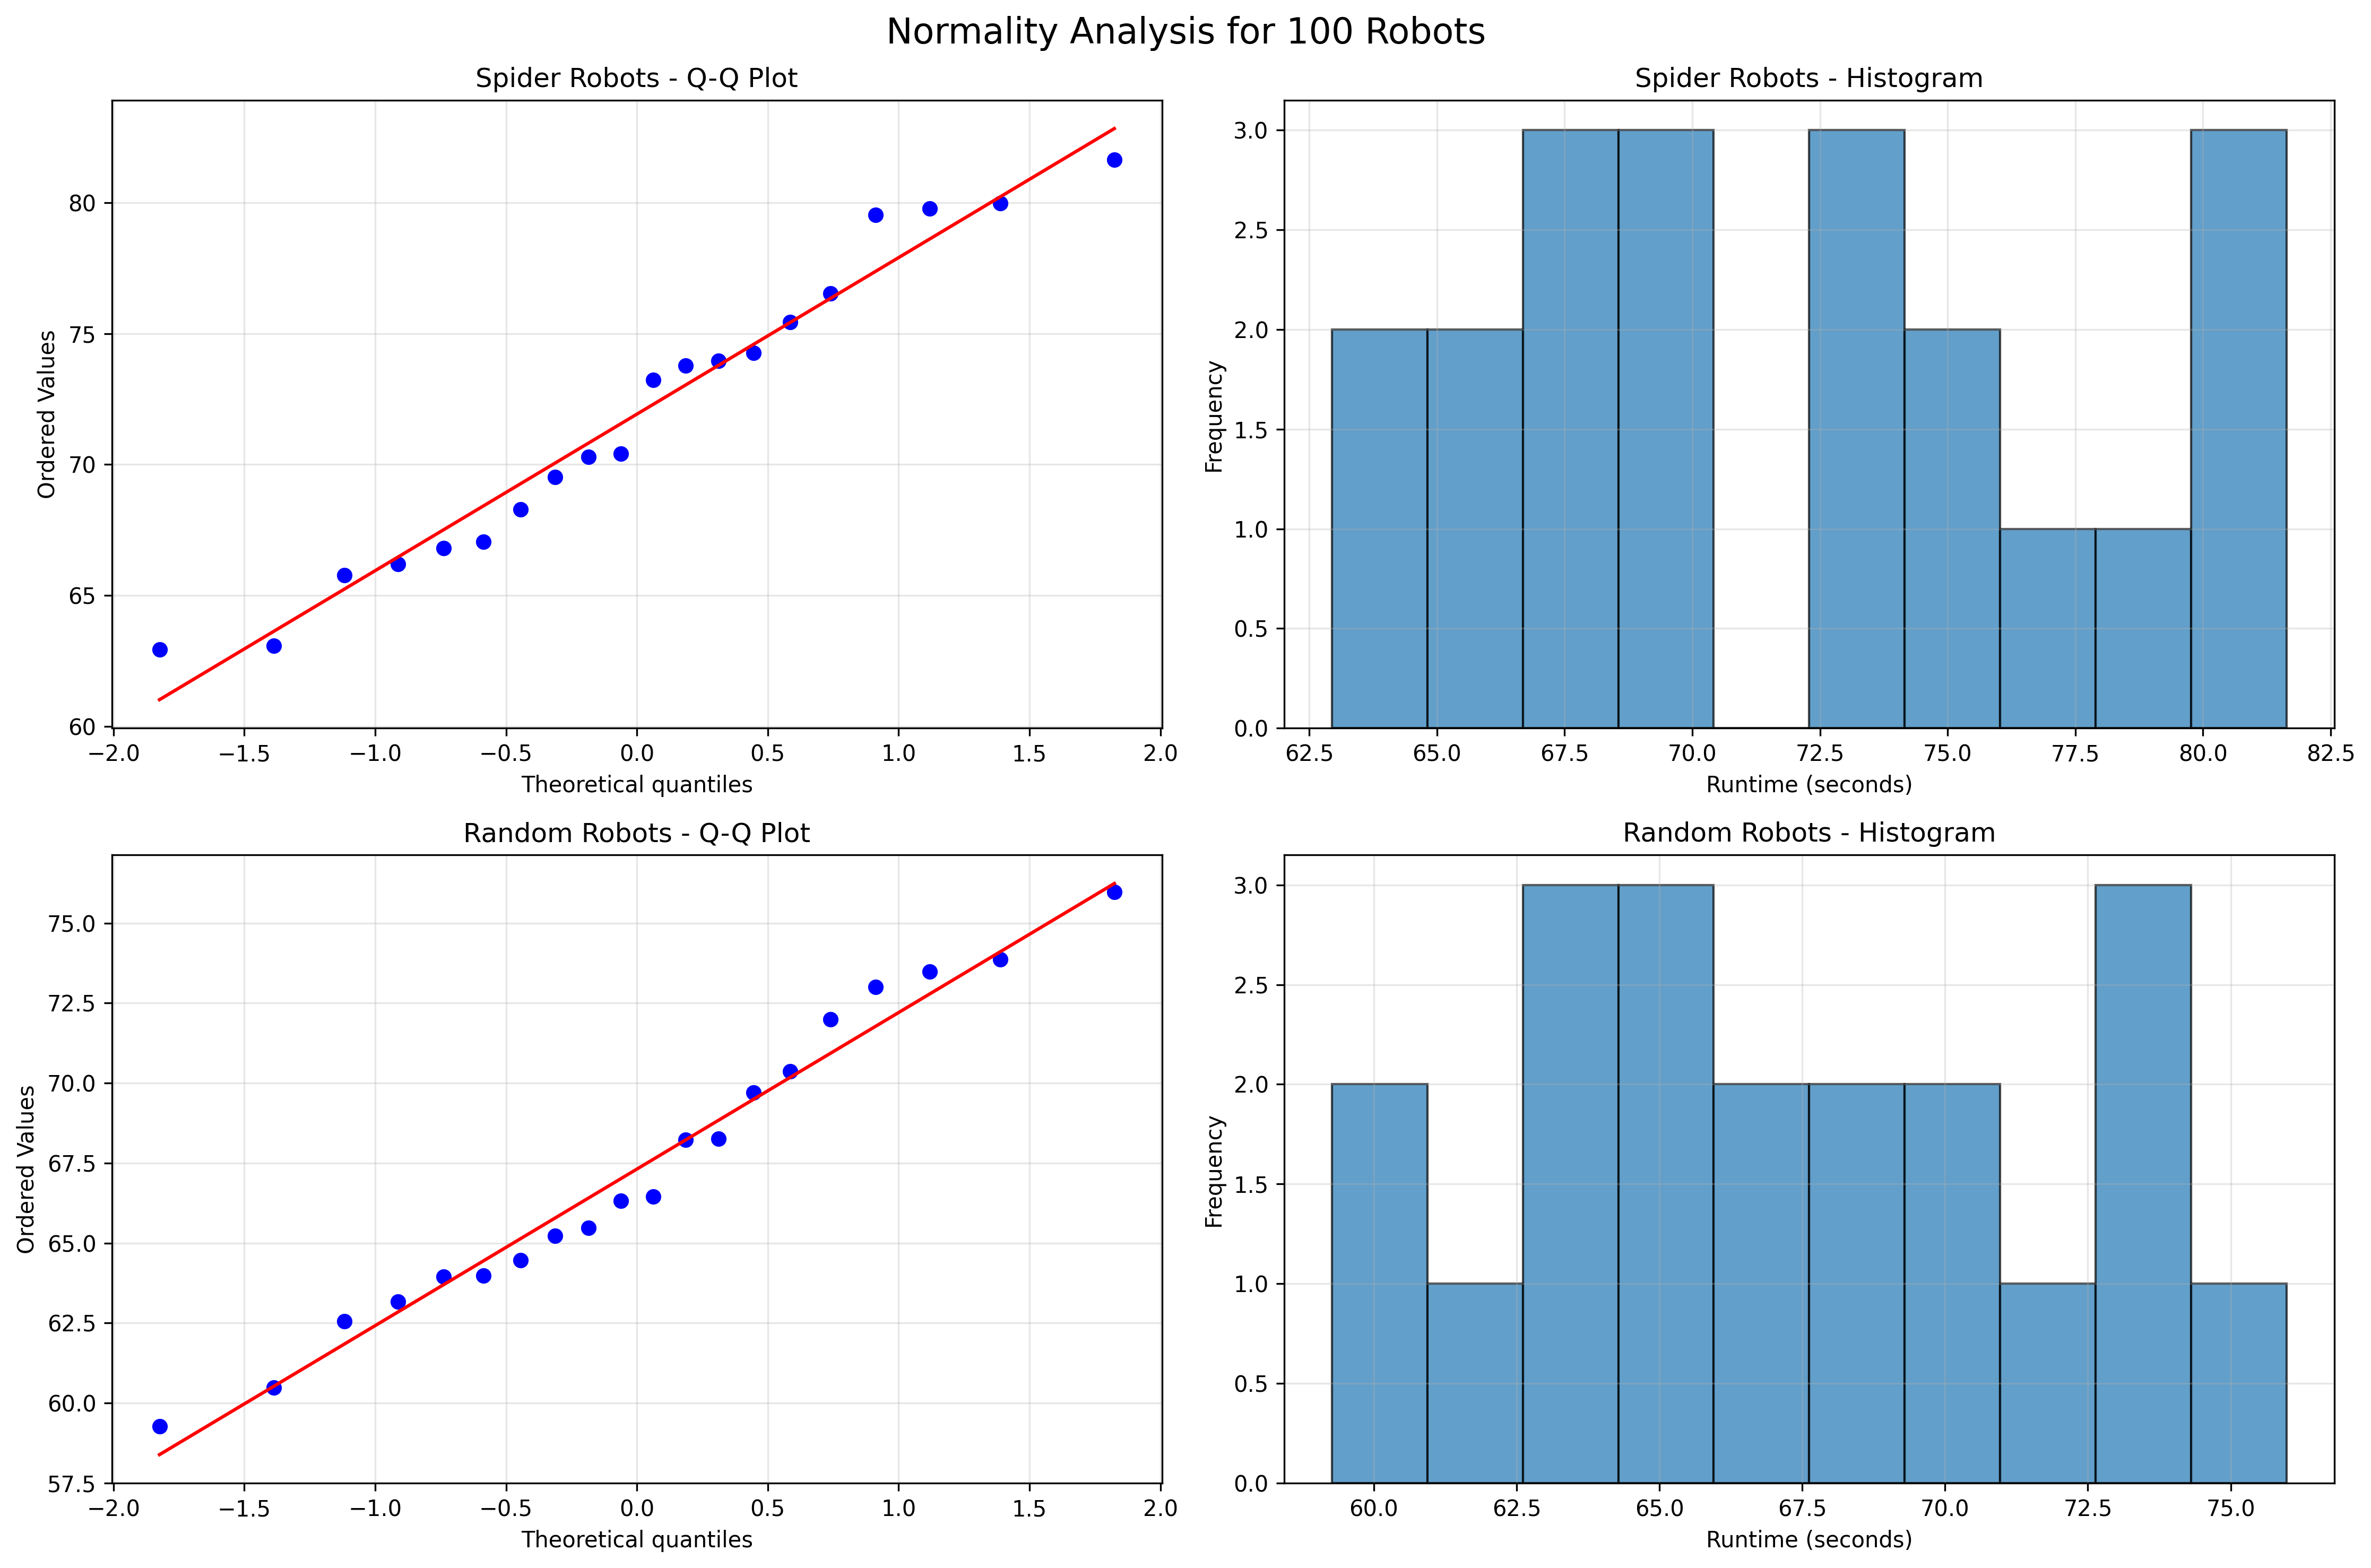 Normality Analysis for 100 Robots
Spider Robots - Q-Q Plot
Ordered Values
80
75
70
65
60
−2.0 −1.5 −1.0 −0.5 0.0 0.5 1.0 1.5 2.0
Theoretical quantiles
Spider Robots - Histogram
Frequency
3.0
2.5
2.0
1.5
1.0
0.5
0.0
62.5 65.0 67.5 70.0 72.5 75.0 77.5 80.0 82.5
Runtime (seconds)
Random Robots - Q-Q Plot
Ordered Values
75.0
72.5
70.0
67.5
65.0
62.5
60.0
57.5
−2.0 −1.5 −1.0 −0.5 0.0 0.5 1.0 1.5 2.0
Theoretical quantiles
Random Robots - Histogram
Frequency
3.0
2.5
2.0
1.5
1.0
0.5
0.0
60.0 62.5 65.0 67.5 70.0 72.5 75.0
Runtime (seconds)